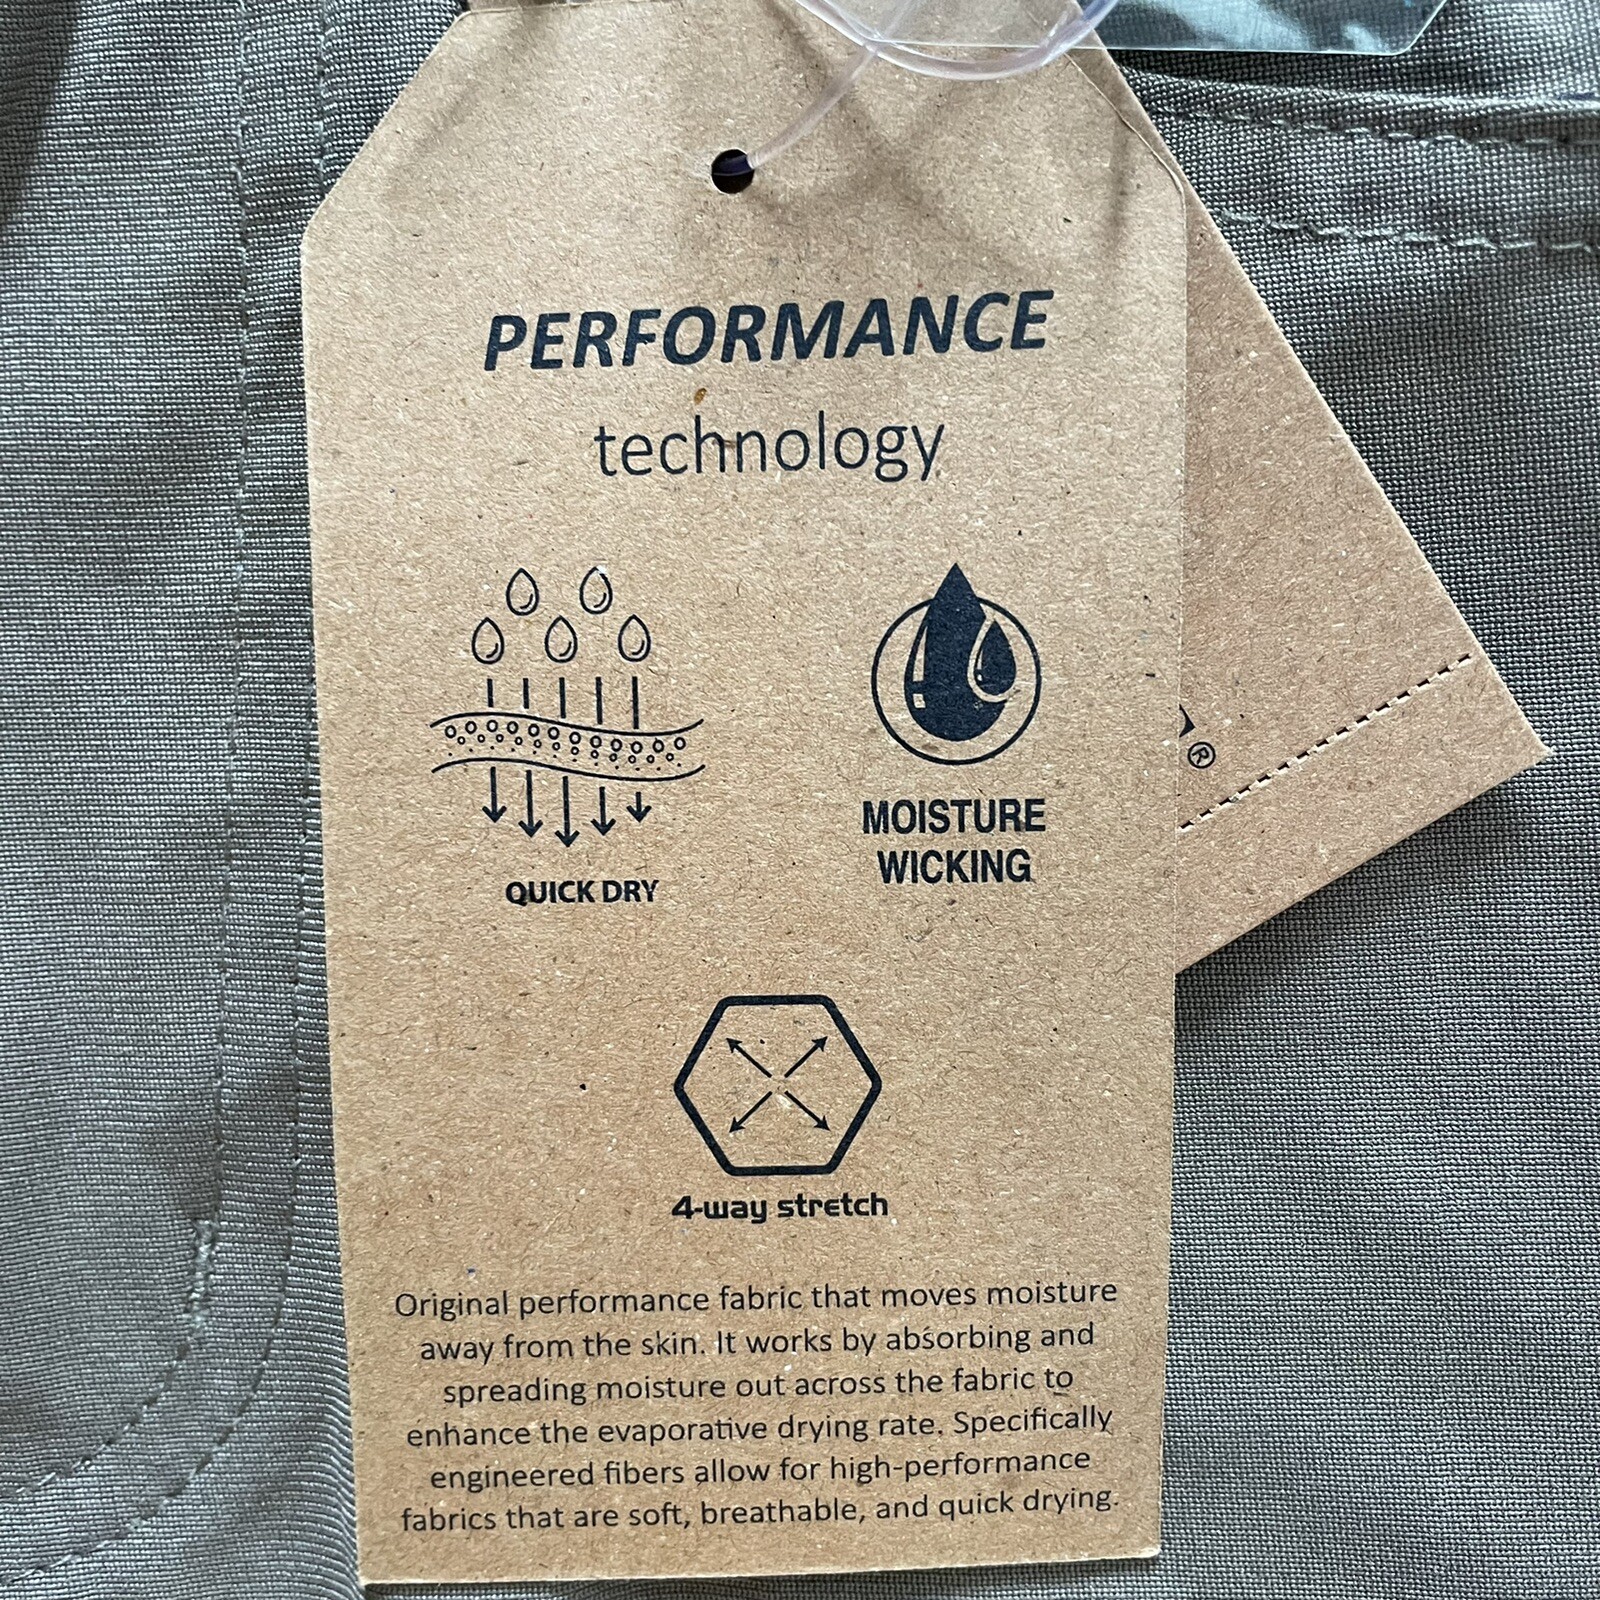 PERFORMANCE
technology
QUICK DRY
MOISTURE
WICKING
®
4-way stretch
Original performance fabric that moves moisture
away from the skin. It works by absorbing and
spreading moisture out across the fabric to
enhance the evaporative drying rate. Specifically
engineered fibers allow for high-performance
fabrics that are soft, breathable, and quick drying.